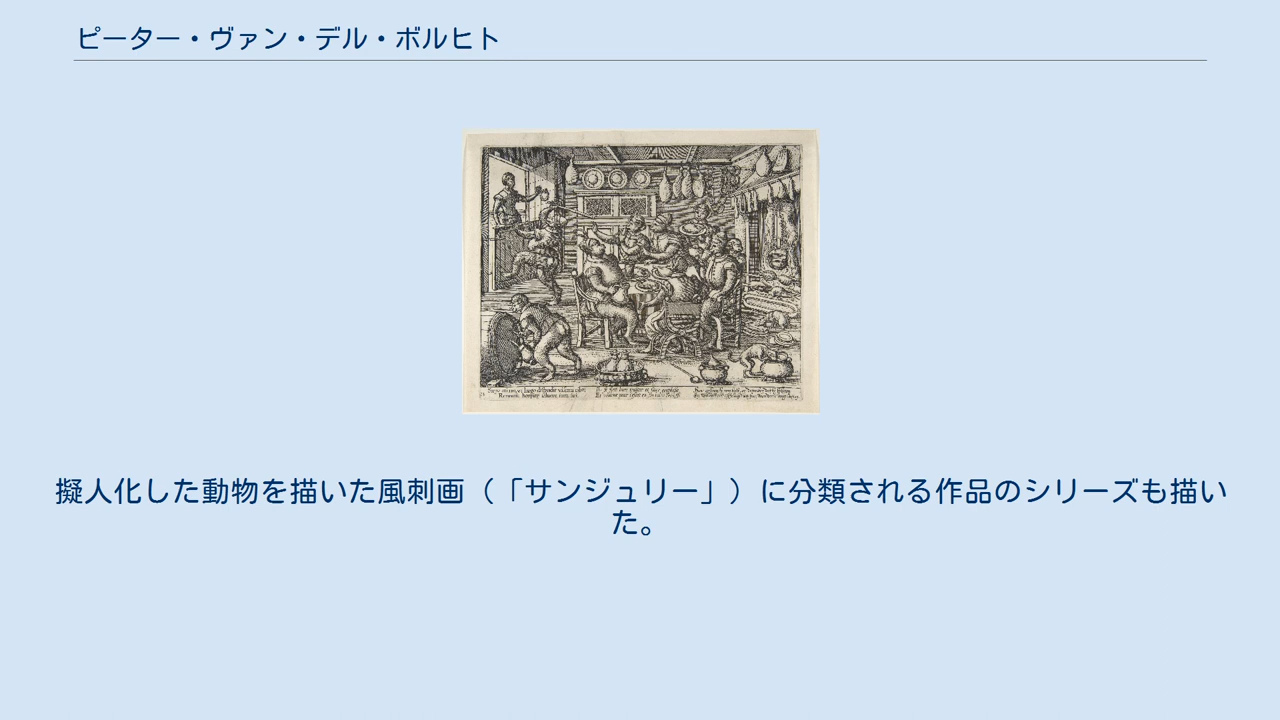 ピーター・ヴァン・デル・ボルヒト
擬人化した動物を描いた風刺画（「サンジュリー」）に分類される作品のシリーズも描い
た。